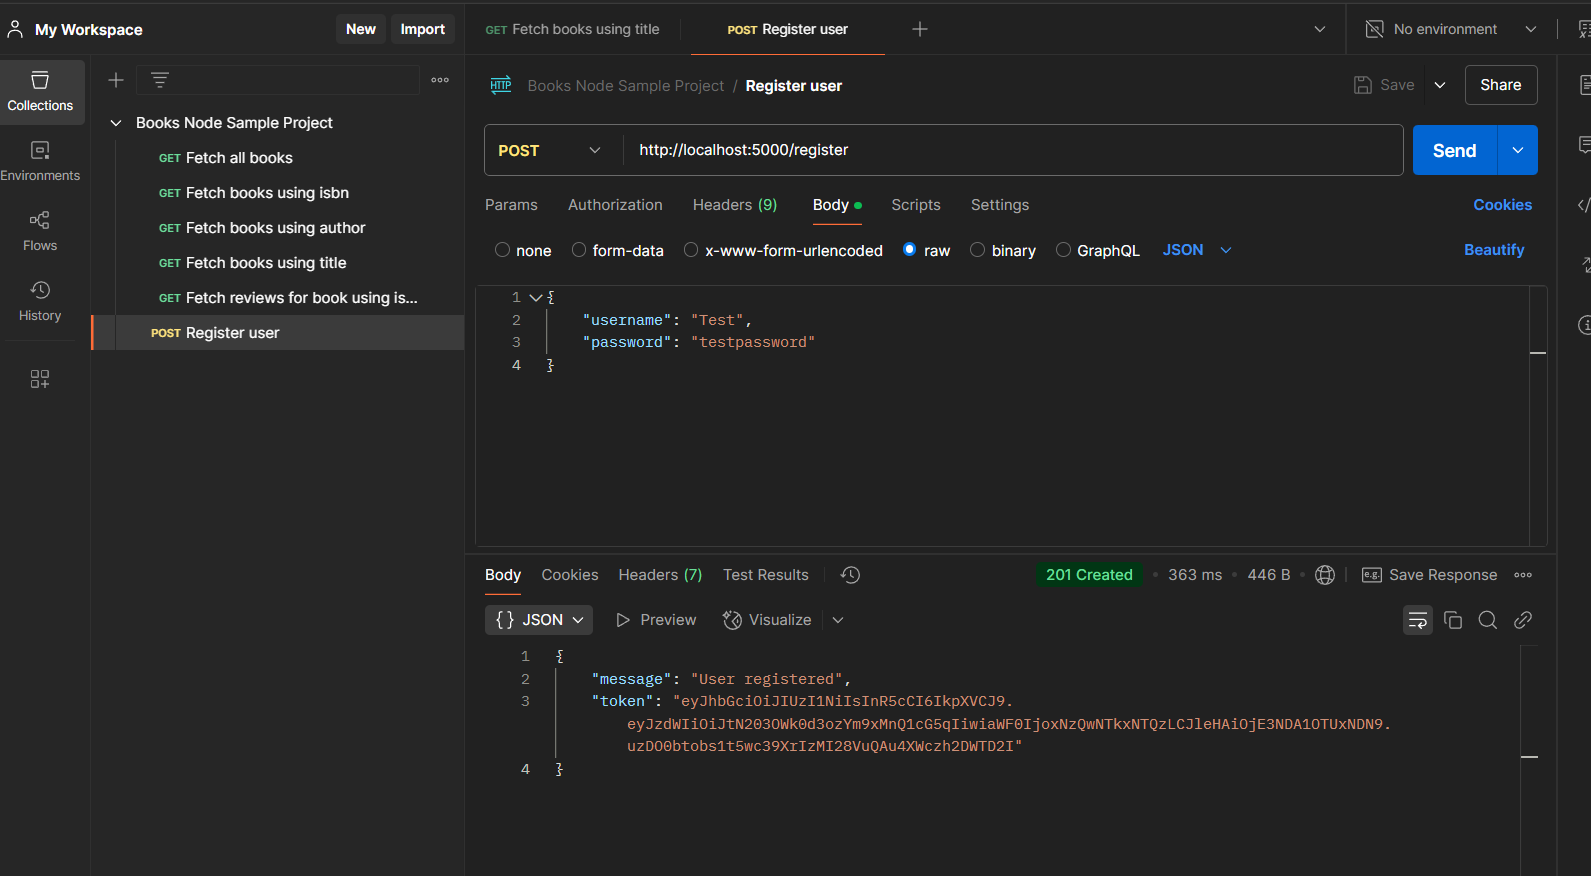 My Workspace
New
Import
GET Fetch books using title
POST Register user
No environment
Collections
Environments
Flows
History
Books Node Sample Project
GET Fetch all books
GET Fetch books using isbn
GET Fetch books using author
GET Fetch books using title
GET Fetch reviews for book using is...
POST Register user
HTTP Books Node Sample Project / Register user
Save
Share
POST
http://localhost:5000/register
Send
Params
Authorization
Headers (9)
Body
Scripts
Settings
Cookies
none
form-data
x-www-form-urlencoded
raw
binary
GraphQL
JSON
Beautify
1 {
2 "username": "Test",
3 "password": "testpassword"
4 }
Body
Cookies
Headers (7)
Test Results
201 Created
363 ms
446 B
e.g. Save Response
{} JSON
Preview
Visualize
1 {
2 "message": "User registered",
3 "token": "eyJhbGciOiJIUzI1NiIsInR5cCI6IkpXVCJ9.
eyJzdWIiOiJtN203OWk0d3ozYm9xMnQ1cG5qIiwiaWF0IjoxNzQwNTkxNTQzLCJleHAiOjE3NDA1OTUxNDN9.
uzDO0btobs1t5wc39XrIzMI28VuQAu4XWczh2DWTD2I"
4 }